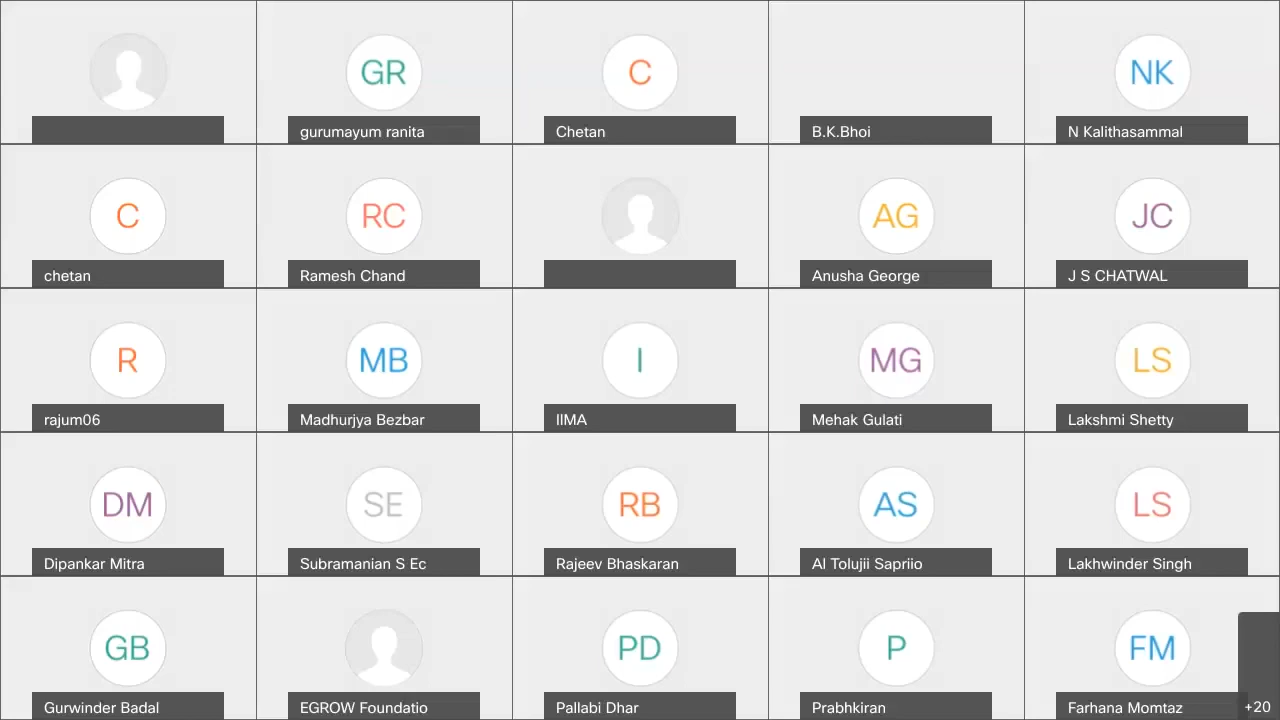 GR
C
NK
gurumayum ranita
Chetan
B.K.Bhoi
N Kalithasammal
C
RC
AG
JC
chetan
Ramesh Chand
Anusha George
J S CHATWAL
R
MB
I
MG
LS
rajum06
Madhurjya Bezbar
IIMA
Mehak Gulati
Lakshmi Shetty
DM
SE
RB
AS
LS
Dipankar Mitra
Subramanian S Ec
Rajeev Bhaskaran
Al Tolujii Sapriio
Lakhwinder Singh
GB
PD
P
FM
Gurwinder Badal
EGROW Foundatio
Pallabi Dhar
Prabhkiran
Farhana Momtaz
+20